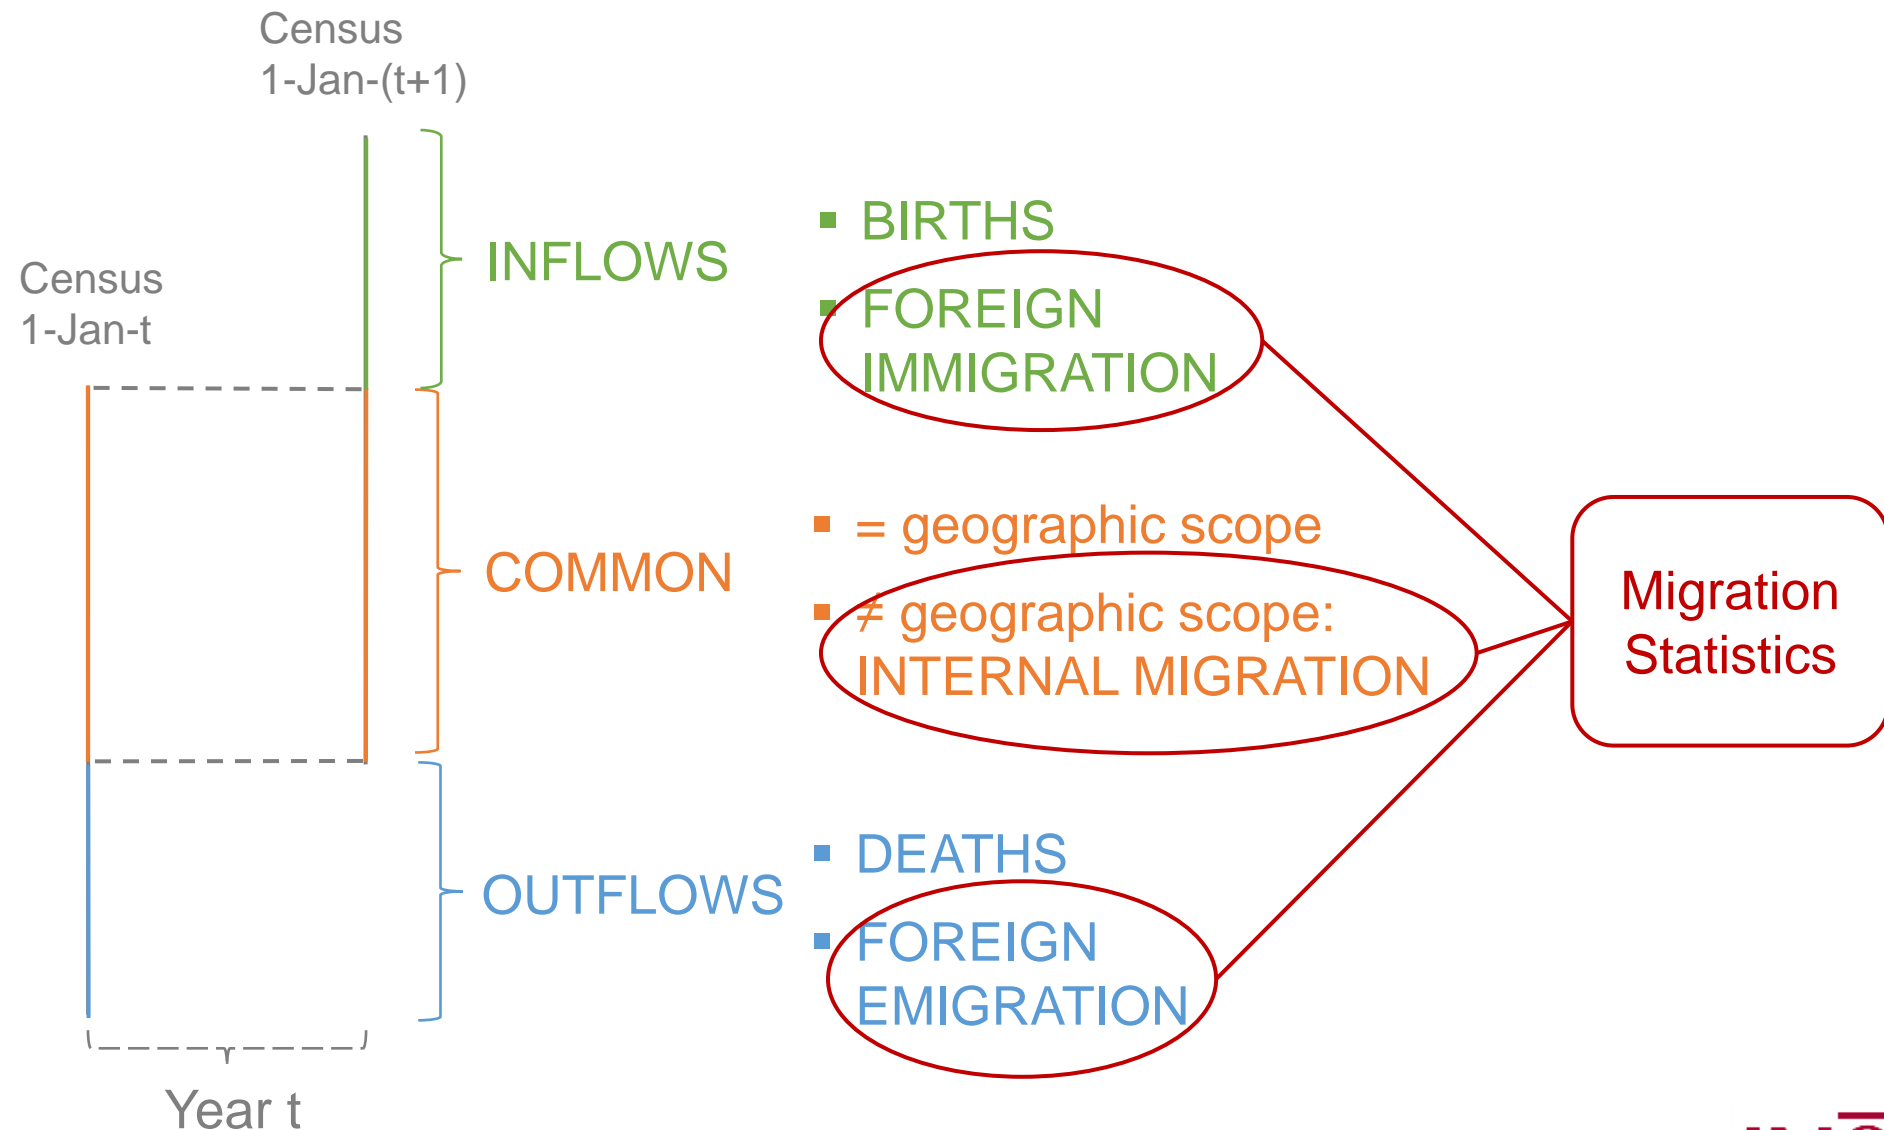 Census
1-Jan-(t+1)
Census
1-Jan-t
INFLOWS
▪ BIRTHS
▪ FOREIGN
IMMIGRATION
COMMON
▪ = geographic scope
▪ ≠ geographic scope:
INTERNAL MIGRATION
OUTFLOWS
▪ DEATHS
▪ FOREIGN
EMIGRATION
Migration
Statistics
Year t